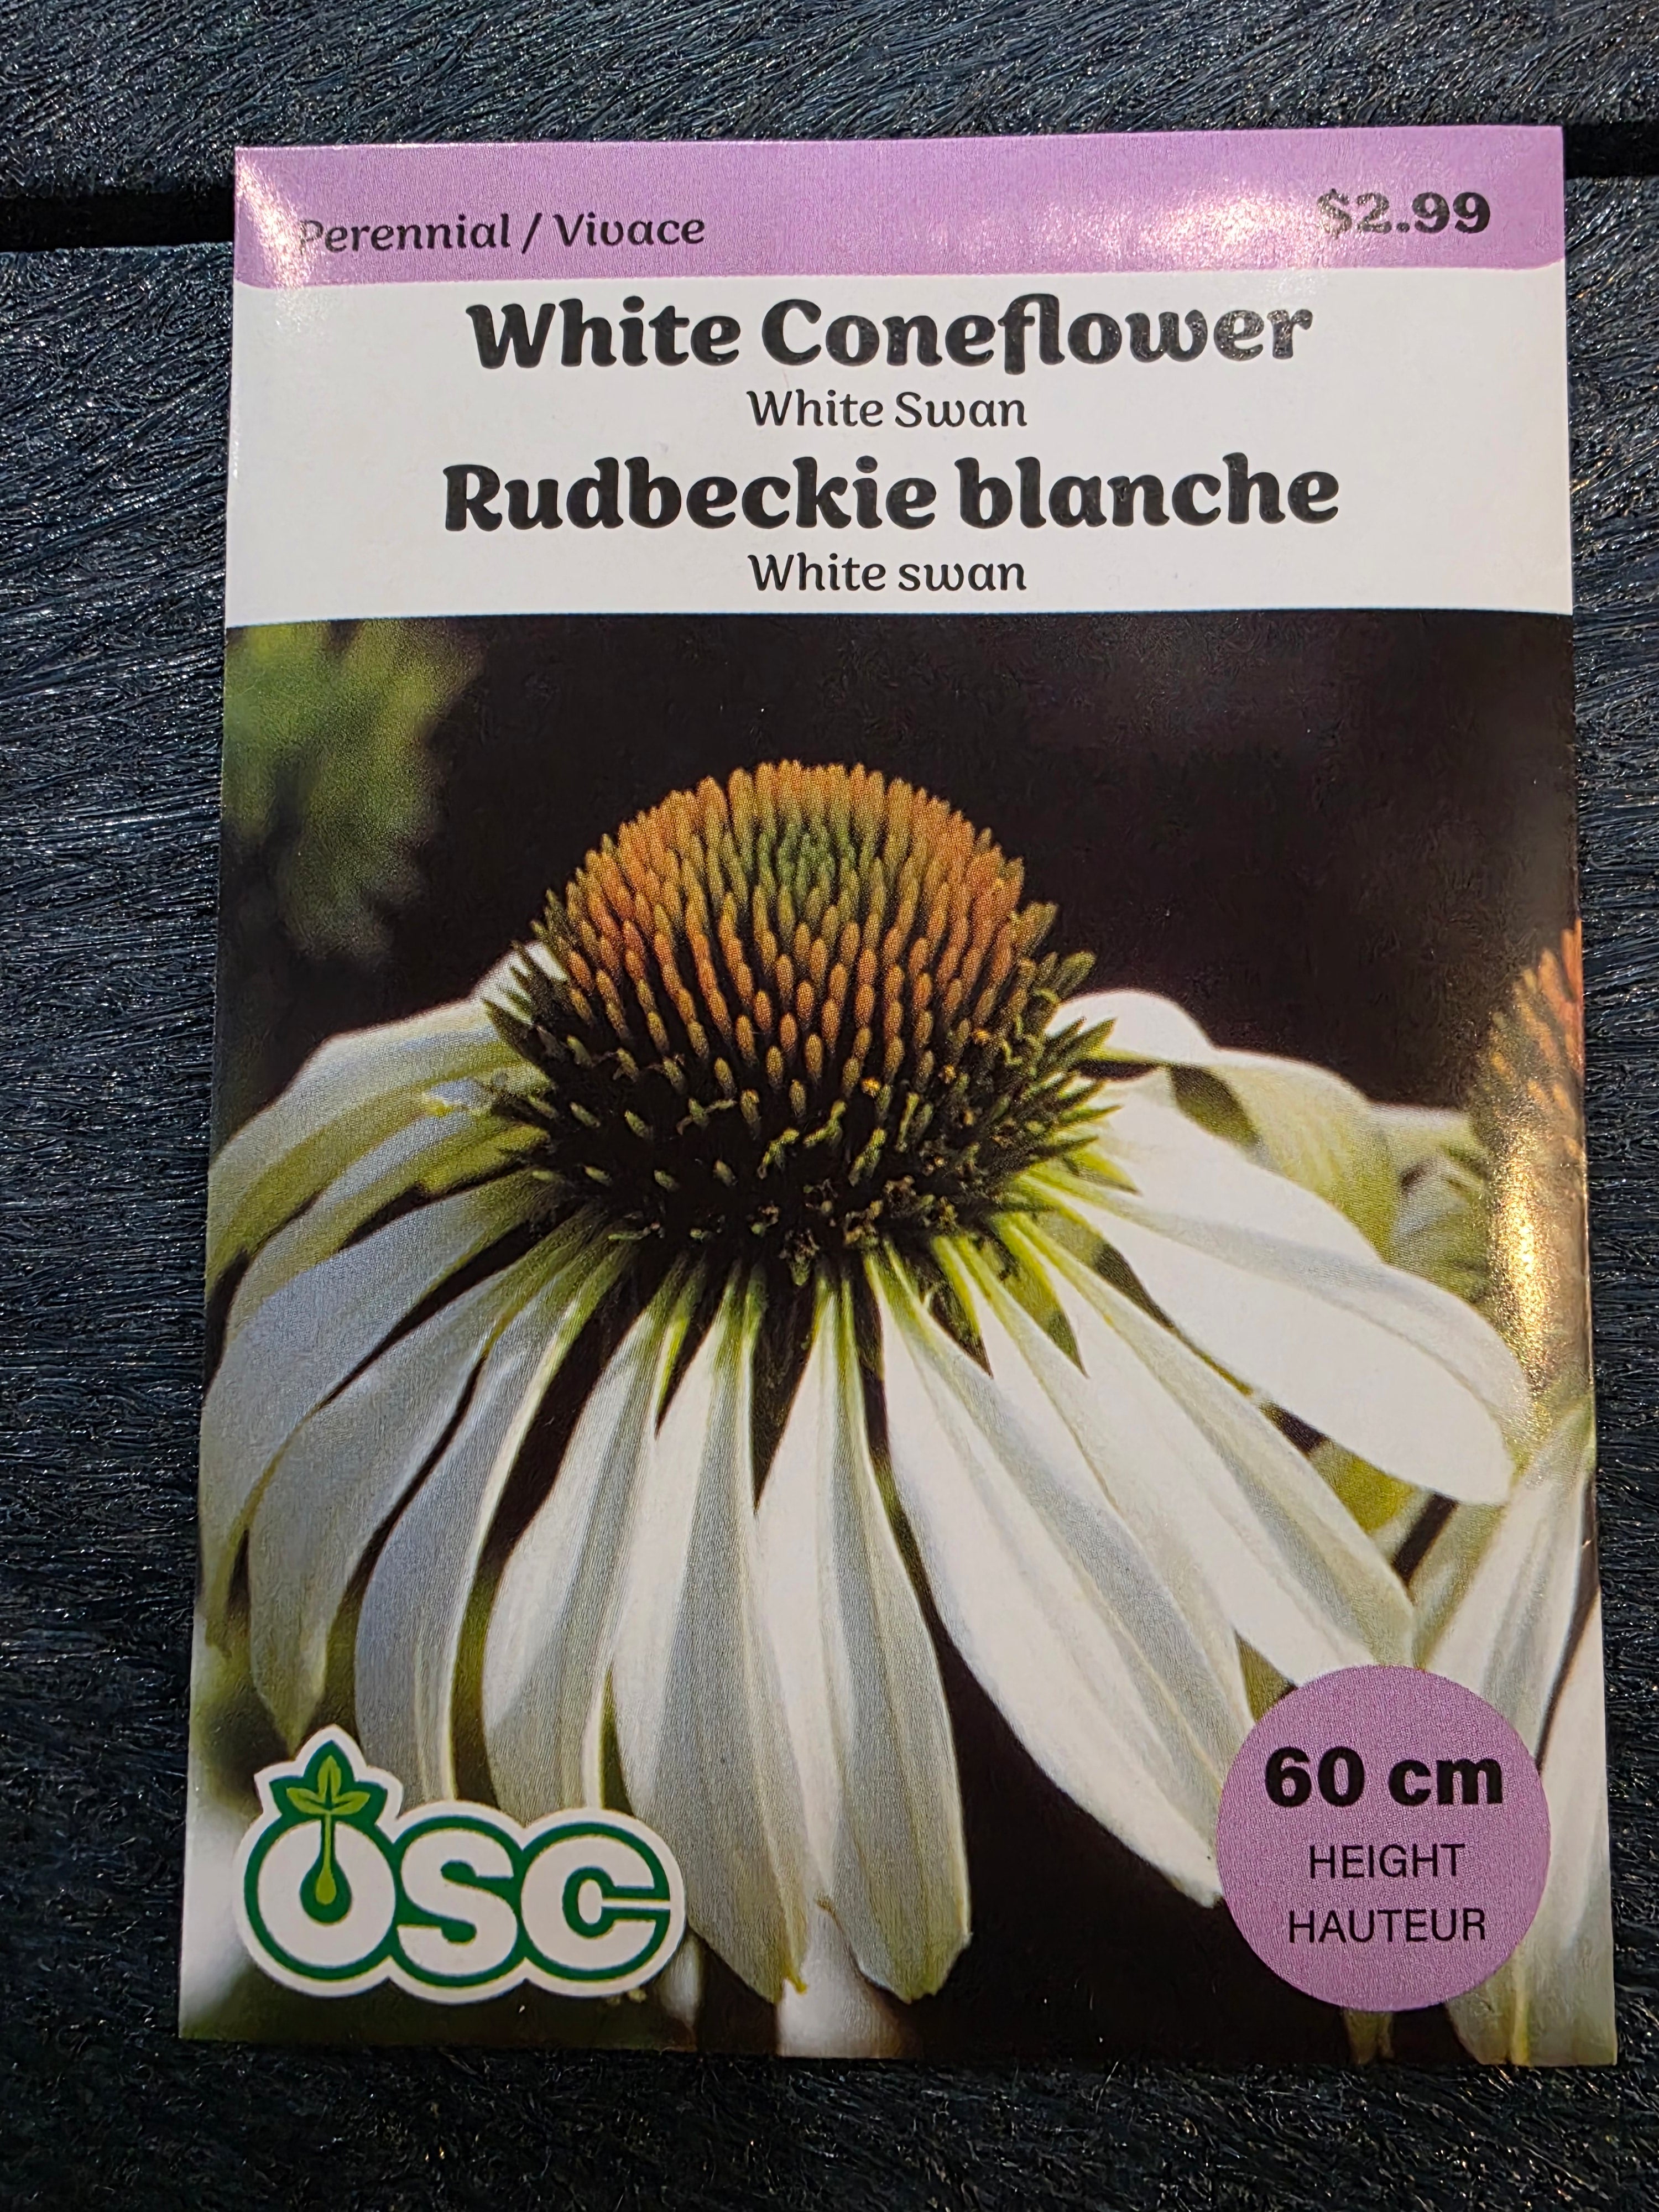 Perennial / Vivace
$2.99
White Coneflower
White Swan
Rudbeckie blanche
White swan
OSC
60 cm
HEIGHT
HAUTEUR